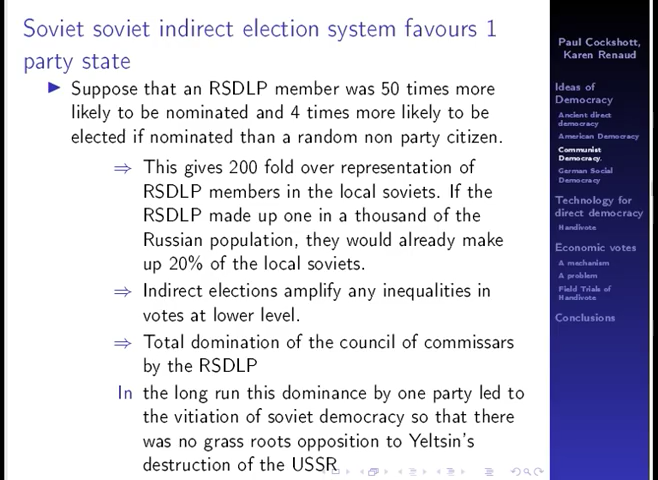 Soviet soviet indirect election system favours 1
party state
Suppose that an RSDLP member was 50 times more
likely to be nominated and 4 times more likely to be
elected if nominated than a random non party citizen.
⇒ This gives 200 fold over representation of
RSDLP members in the local soviets. If the
RSDLP made up one in a thousand of the
Russian population, they would already make
up 20% of the local soviets.
⇒ Indirect elections amplify any inequalities in
votes at lower level.
⇒ Total domination of the council of commissars
by the RSDLP
In the long run this dominance by one party led to
the vitiation of soviet democracy so that there
was no grass roots opposition to Yeltsin's
destruction of the USSR
Paul Cockshott,
Karen Renaud
Ideas of
Democracy
Ancient direct
democracy
American Democracy
Communist
Democracy.
German Social
Democracy
Technology for
direct democracy
Handivote
Economic votes
A mechanism
A problem
Field Trials of
Handivote
Conclusions